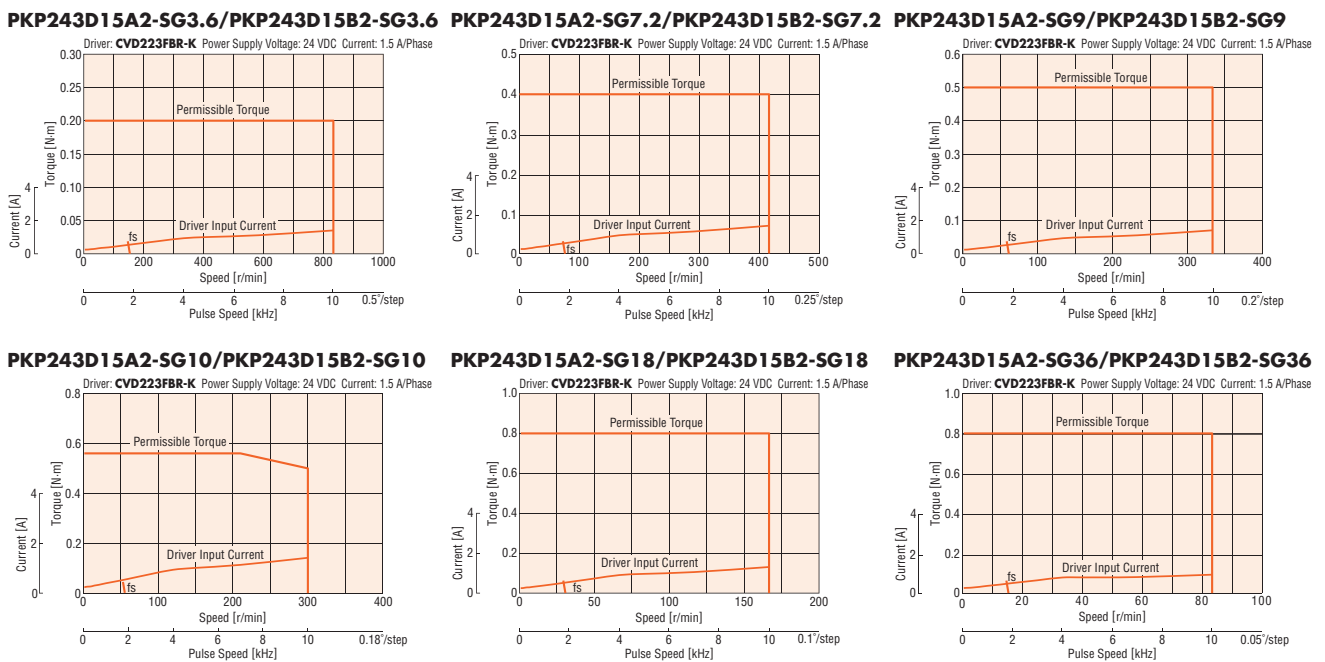 PKP243D15A2-SG3.6/PKP243D15B2-SG3.6
Driver: CVD223FBR-K Power Supply Voltage: 24 VDC Current: 1.5 A/Phase
0.30
0.25
0.20
0.15
0.10
0.05
0
Torque [N·m]
4
2
0
Current [A]
Permissible Torque
Driver Input Current
fs
0 200 400 600 800 1000
Speed [r/min]
0 2 4 6 8 10 0.5°/step
Pulse Speed [kHz]
PKP243D15A2-SG7.2/PKP243D15B2-SG7.2
Driver: CVD223FBR-K Power Supply Voltage: 24 VDC Current: 1.5 A/Phase
0.5
0.4
0.3
0.2
0.1
0
Torque [N·m]
4
2
0
Current [A]
Permissible Torque
Driver Input Current
fs
0 100 200 300 400 500
Speed [r/min]
0 2 4 6 8 10 0.25°/step
Pulse Speed [kHz]
PKP243D15A2-SG9/PKP243D15B2-SG9
Driver: CVD223FBR-K Power Supply Voltage: 24 VDC Current: 1.5 A/Phase
0.6
0.5
0.4
0.3
0.2
0.1
0
Torque [N·m]
4
2
0
Current [A]
Permissible Torque
Driver Input Current
fs
0 100 200 300 400
Speed [r/min]
0 2 4 6 8 10 0.2°/step
Pulse Speed [kHz]
PKP243D15A2-SG10/PKP243D15B2-SG10
Driver: CVD223FBR-K Power Supply Voltage: 24 VDC Current: 1.5 A/Phase
0.8
0.6
0.4
0.2
0
Torque [N·m]
4
2
0
Current [A]
Permissible Torque
Driver Input Current
fs
0 100 200 300 400
Speed [r/min]
0 2 4 6 8 10 0.18°/step
Pulse Speed [kHz]
PKP243D15A2-SG18/PKP243D15B2-SG18
Driver: CVD223FBR-K Power Supply Voltage: 24 VDC Current: 1.5 A/Phase
1.0
0.8
0.6
0.4
0.2
0
Torque [N·m]
4
2
0
Current [A]
Permissible Torque
Driver Input Current
fs
0 50 100 150 200
Speed [r/min]
0 2 4 6 8 10 0.1°/step
Pulse Speed [kHz]
PKP243D15A2-SG36/PKP243D15B2-SG36
Driver: CVD223FBR-K Power Supply Voltage: 24 VDC Current: 1.5 A/Phase
1.0
0.8
0.6
0.4
0.2
0
Torque [N·m]
4
2
0
Current [A]
Permissible Torque
Driver Input Current
fs
0 20 40 60 80 100
Speed [r/min]
0 2 4 6 8 10 0.05°/step
Pulse Speed [kHz]